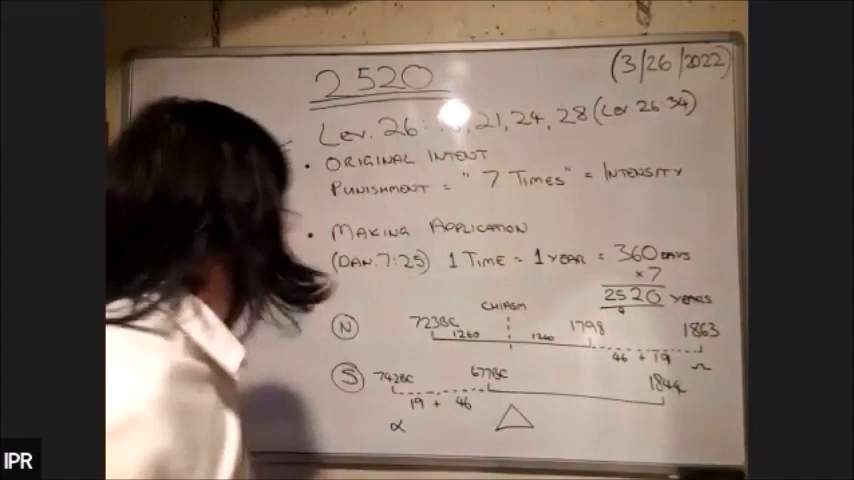 2520
(3/26/2022)
Lev. 26: 21, 24, 28 (Lev 26:34)
• ORIGINAL INTENT
PUNISHMENT = "7 TIMES" = INTENSITY
• MAKING APPLICATION
(DAN. 7:25) 1 TIME = 1 YEAR = 360 DAYS
× 7
2520 YEARS
CHIASM
N 723BC 1260 1260 1798 46 + 19 1863
Ω
S 742BC 19 + 46 677BC 1844
α
IPR